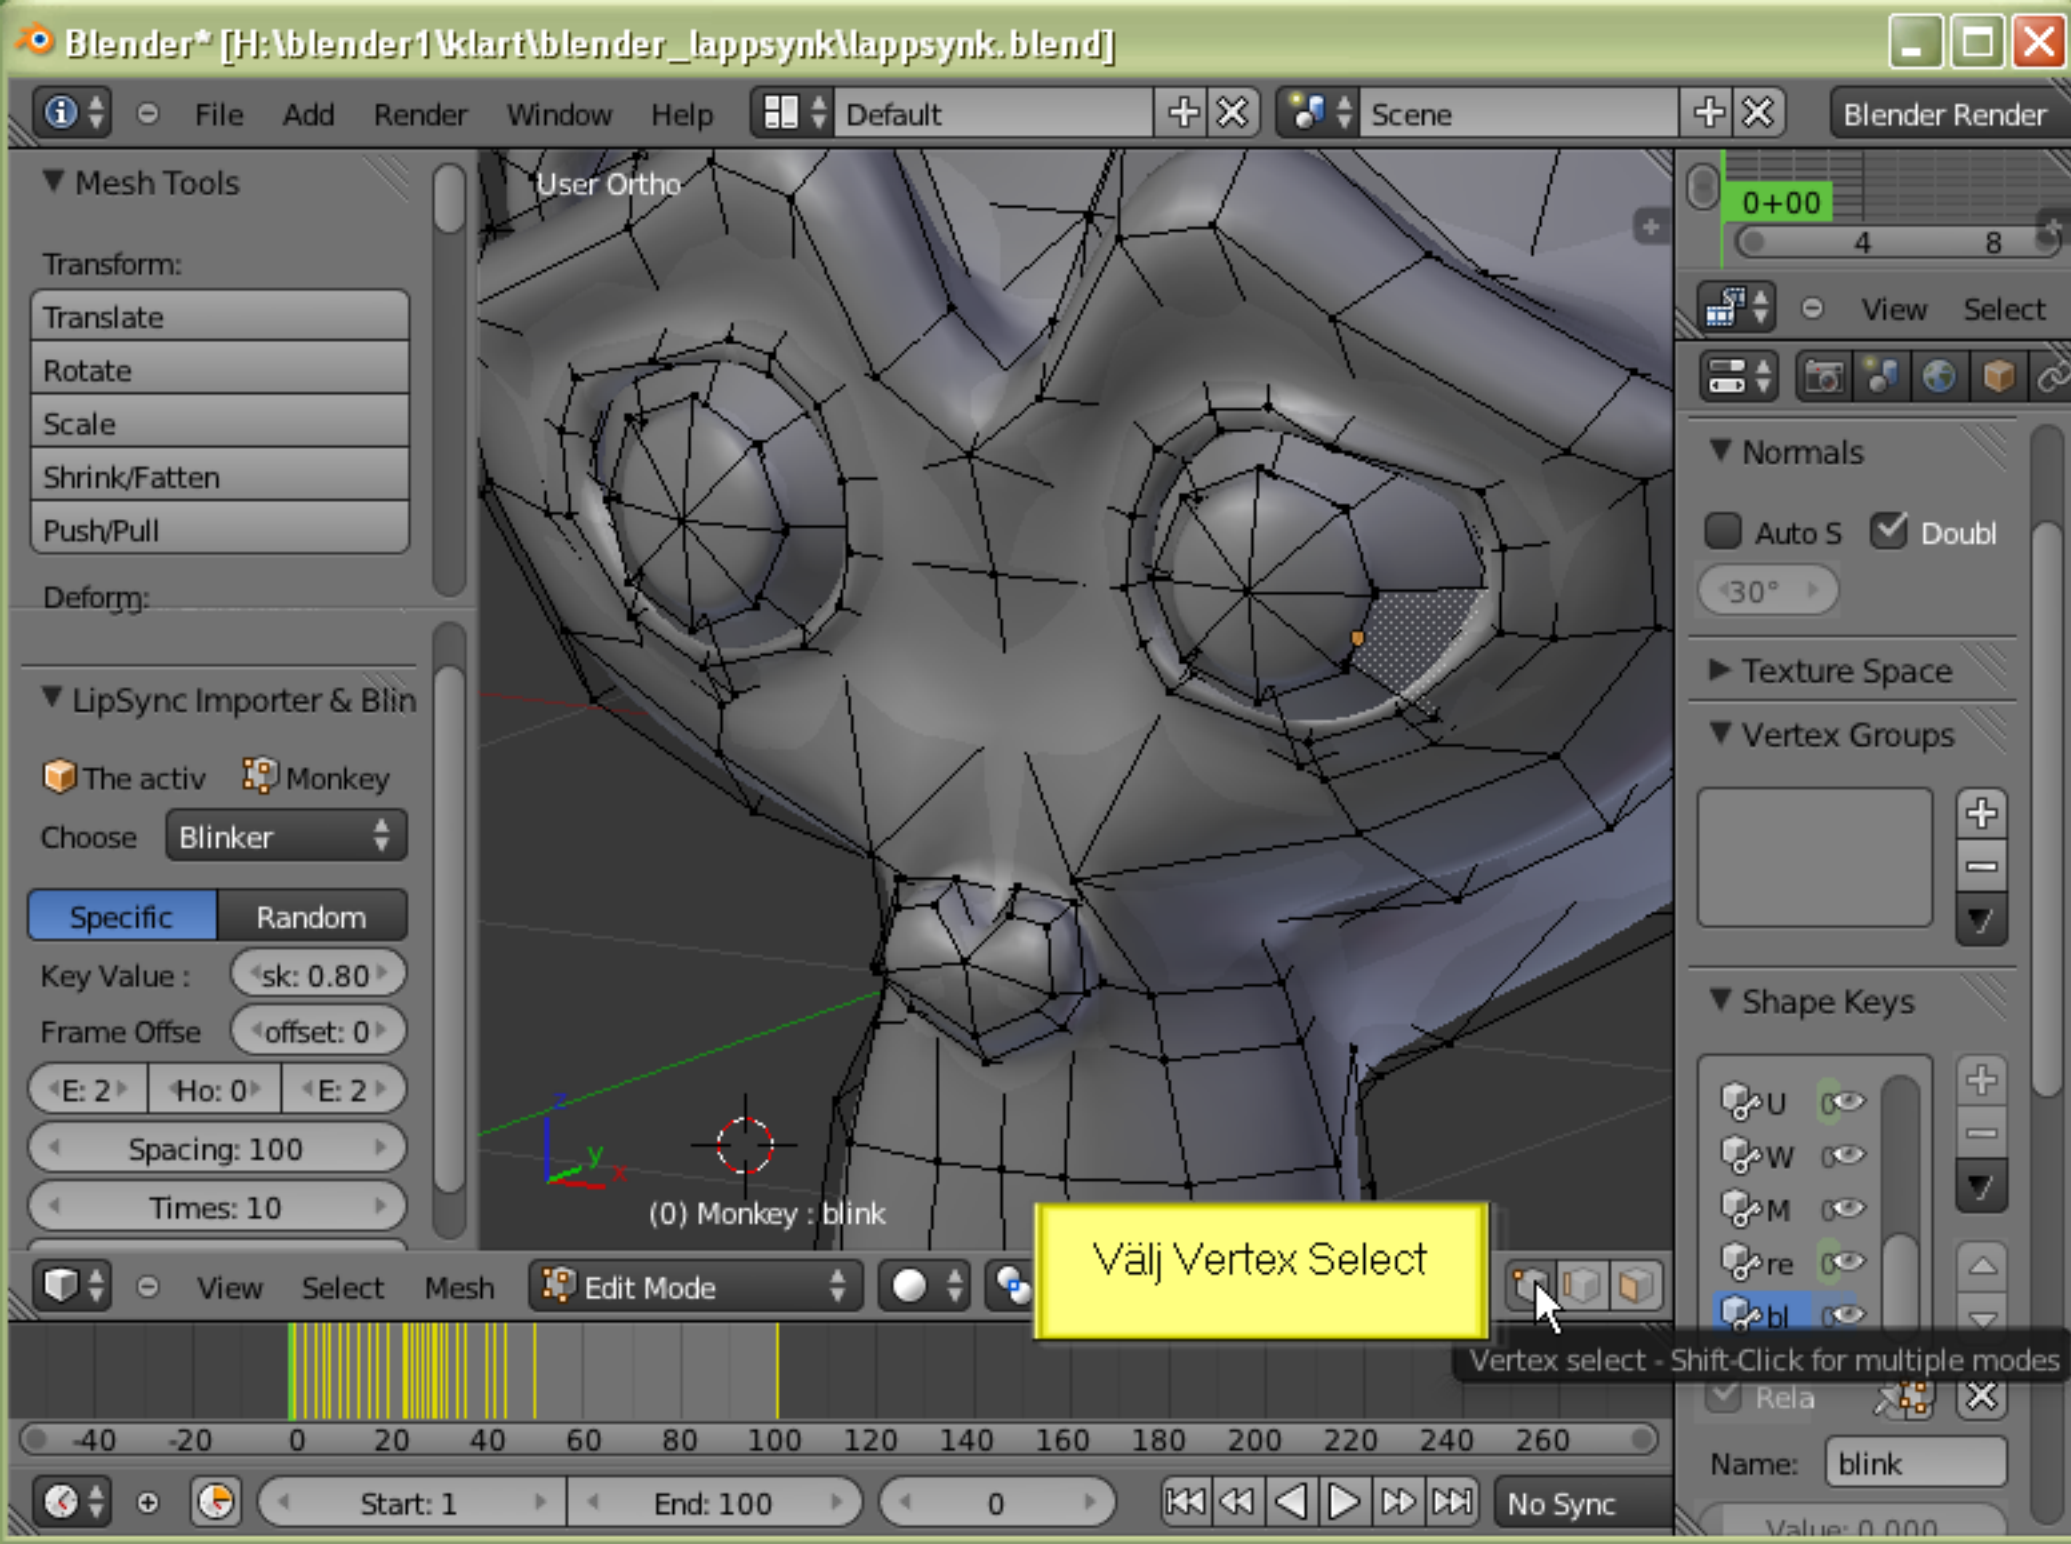 Blender* [H:\blender1\klart\blender_lappsynk\lappsynk.blend]
File Add Render Window Help Default Scene Blender Render
Mesh Tools
Transform:
Translate
Rotate
Scale
Shrink/Fatten
Push/Pull
Deform:
LipSync Importer & Blin
The activ Monkey
Choose Blinker
Specific Random
Key Value : sk: 0.80
Frame Offse offset: 0
E: 2 Ho: 0 E: 2
Spacing: 100
Times: 10
User Ortho
z
y
x
(0) Monkey : blink
Välj Vertex Select
View Select Mesh Edit Mode
Vertex select - Shift-Click for multiple modes
0+00
4 8
View Select
Normals
Auto S Doubl
30°
Texture Space
Vertex Groups
Shape Keys
U 0
W 0
M 0
re 0
bl 0
Rela
Name: blink
Value: 0.000
-40 -20 0 20 40 60 80 100 120 140 160 180 200 220 240 260
Start: 1 End: 100 0 No Sync